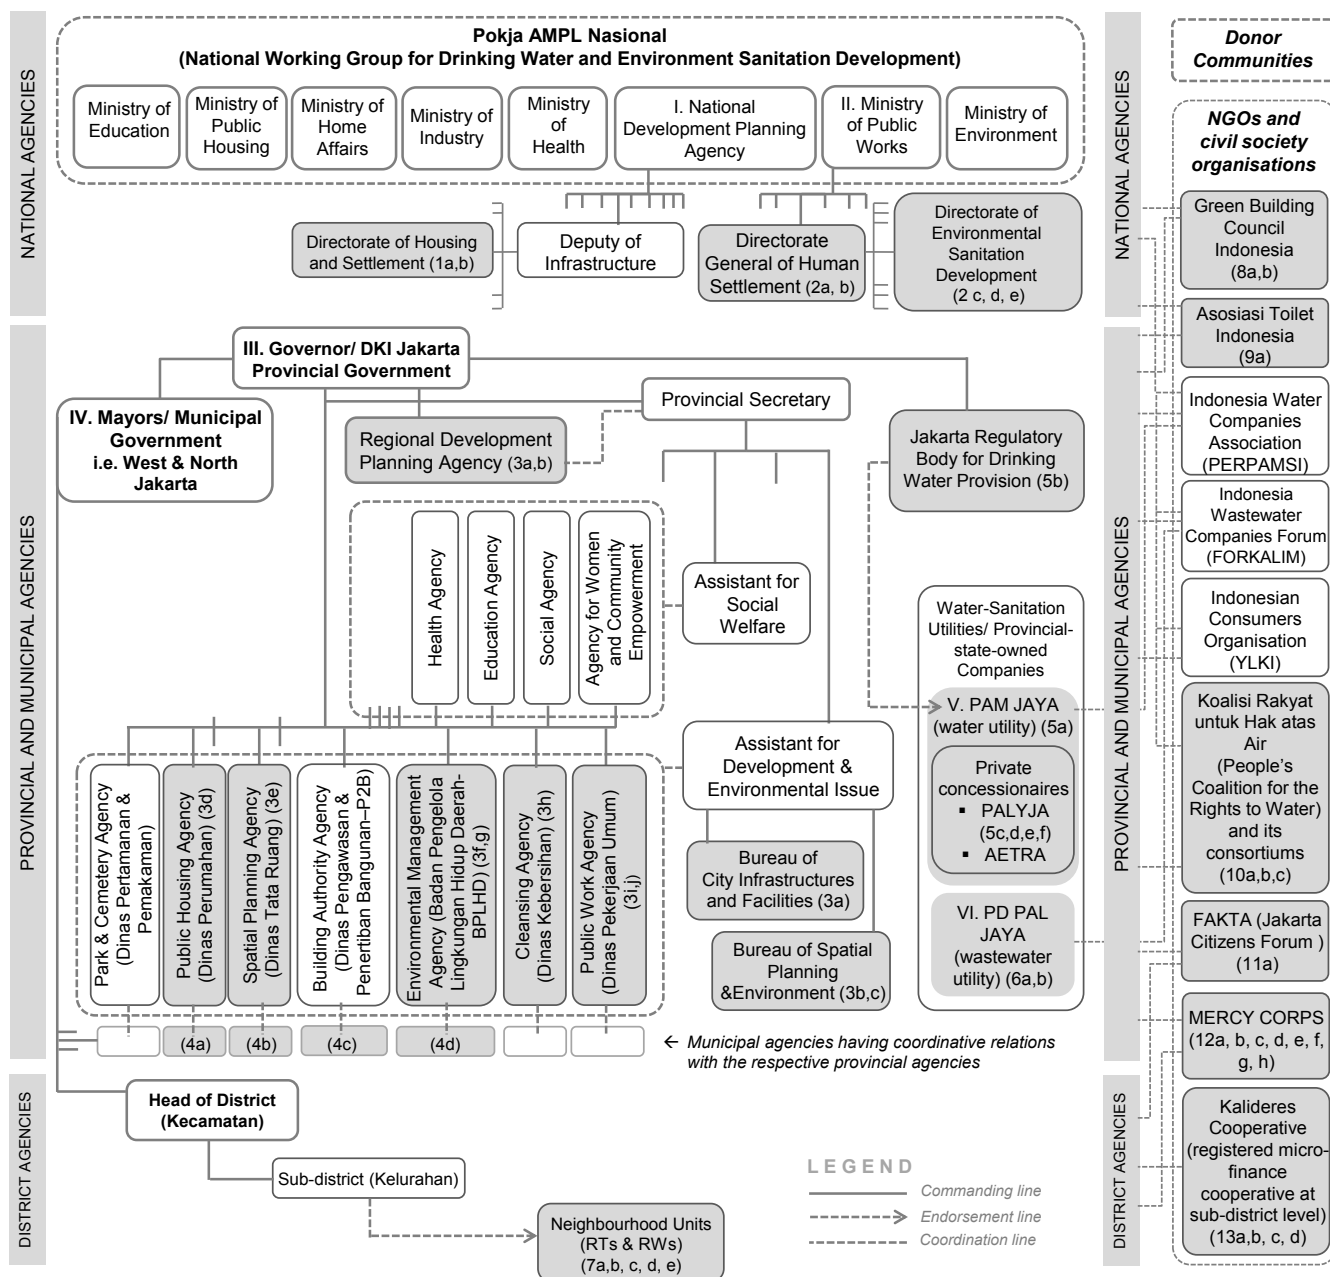 NATIONAL AGENCIES
Pokja AMPL Nasional
(National Working Group for Drinking Water and Environment Sanitation Development)
Ministry of
Education
Ministry of
Public
Housing
Ministry of
Home
Affairs
Ministry of
Industry
Ministry
of
Health
I. National
Development Planning
Agency
II. Ministry
of Public
Works
Ministry of
Environment
Directorate of Housing
and Settlement (1a,b)
Deputy of
Infrastructure
Directorate
General of Human
Settlement (2a, b)
Directorate of
Environmental
Sanitation
Development
(2 c, d, e)
PROVINCIAL AND MUNICIPAL AGENCIES
III. Governor/ DKI Jakarta
Provincial Government
IV. Mayors/ Municipal
Government
i.e. West & North
Jakarta
Provincial Secretary
Regional Development
Planning Agency (3a,b)
Jakarta Regulatory
Body for Drinking
Water Provision (5b)
Health Agency
Education Agency
Social Agency
Agency for Women
and Community
Empowerment
Assistant for
Social
Welfare
Water-Sanitation
Utilities/ Provincial-
state-owned
Companies
V. PAM JAYA
(water utility) (5a)
Private
concessionaires
▪ PALYJA
(5c,d,e,f)
▪ AETRA
VI. PD PAL
JAYA
(wastewater
utility) (6a,b)
Assistant for
Development &
Environmental Issue
Bureau of
City Infrastructures
and Facilities (3a)
Bureau of Spatial
Planning
&Environment (3b,c)
Park & Cemetery Agency
(Dinas Pertamanan &
Pemakaman)
Public Housing Agency
(Dinas Perumahan) (3d)
Spatial Planning Agency
(Dinas Tata Ruang) (3e)
Building Authority Agency
(Dinas Pengawasan &
Penertiban Bangunan–P2B)
Environmental Management
Agency (Badan Pengelola
Lingkungan Hidup Daerah-
BPLHD) (3f,g)
Cleansing Agency
(Dinas Kebersihan) (3h)
Public Work Agency
(Dinas Pekerjaan Umum)
(3i,j)
(4a)
(4b)
(4c)
(4d)
← Municipal agencies having coordinative relations
with the respective provincial agencies
DISTRICT AGENCIES
Head of District
(Kecamatan)
Sub-district (Kelurahan)
Neighbourhood Units
(RTs & RWs)
(7a,b, c, d, e)
LEGEND
Commanding line
Endorsement line
Coordination line
NATIONAL AGENCIES
PROVINCIAL AND MUNICIPAL AGENCIES
DISTRICT AGENCIES
Donor
Communities
NGOs and
civil society
organisations
Green Building
Council
Indonesia
(8a,b)
Asosiasi Toilet
Indonesia
(9a)
Indonesia Water
Companies
Association
(PERPAMSI)
Indonesia
Wastewater
Companies Forum
(FORKALIM)
Indonesian
Consumers
Organisation
(YLKI)
Koalisi Rakyat
untuk Hak atas
Air
(People's
Coalition for the
Rights to Water)
and its
consortiums
(10a,b,c)
FAKTA (Jakarta
Citizens Forum )
(11a)
MERCY CORPS
(12a, b, c, d, e, f,
g, h)
Kalideres
Cooperative
(registered micro-
finance
cooperative at
sub-district level)
(13a,b, c, d)